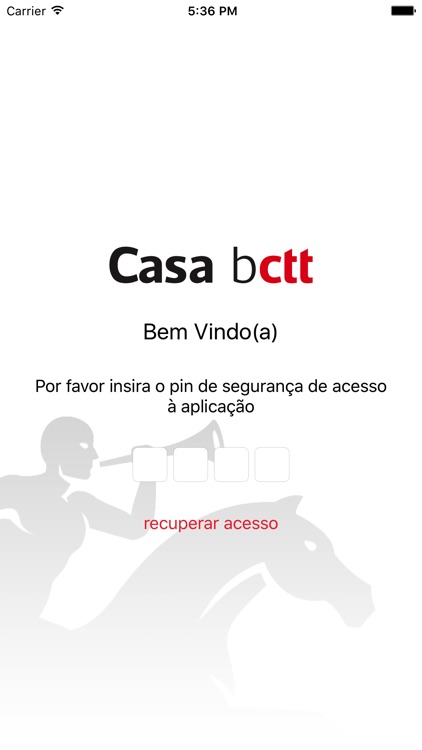 Carrier 5:36 PM
Casa bctt
Bem Vindo(a)
Por favor insira o pin de segurança de acesso
à aplicação
recuperar acesso